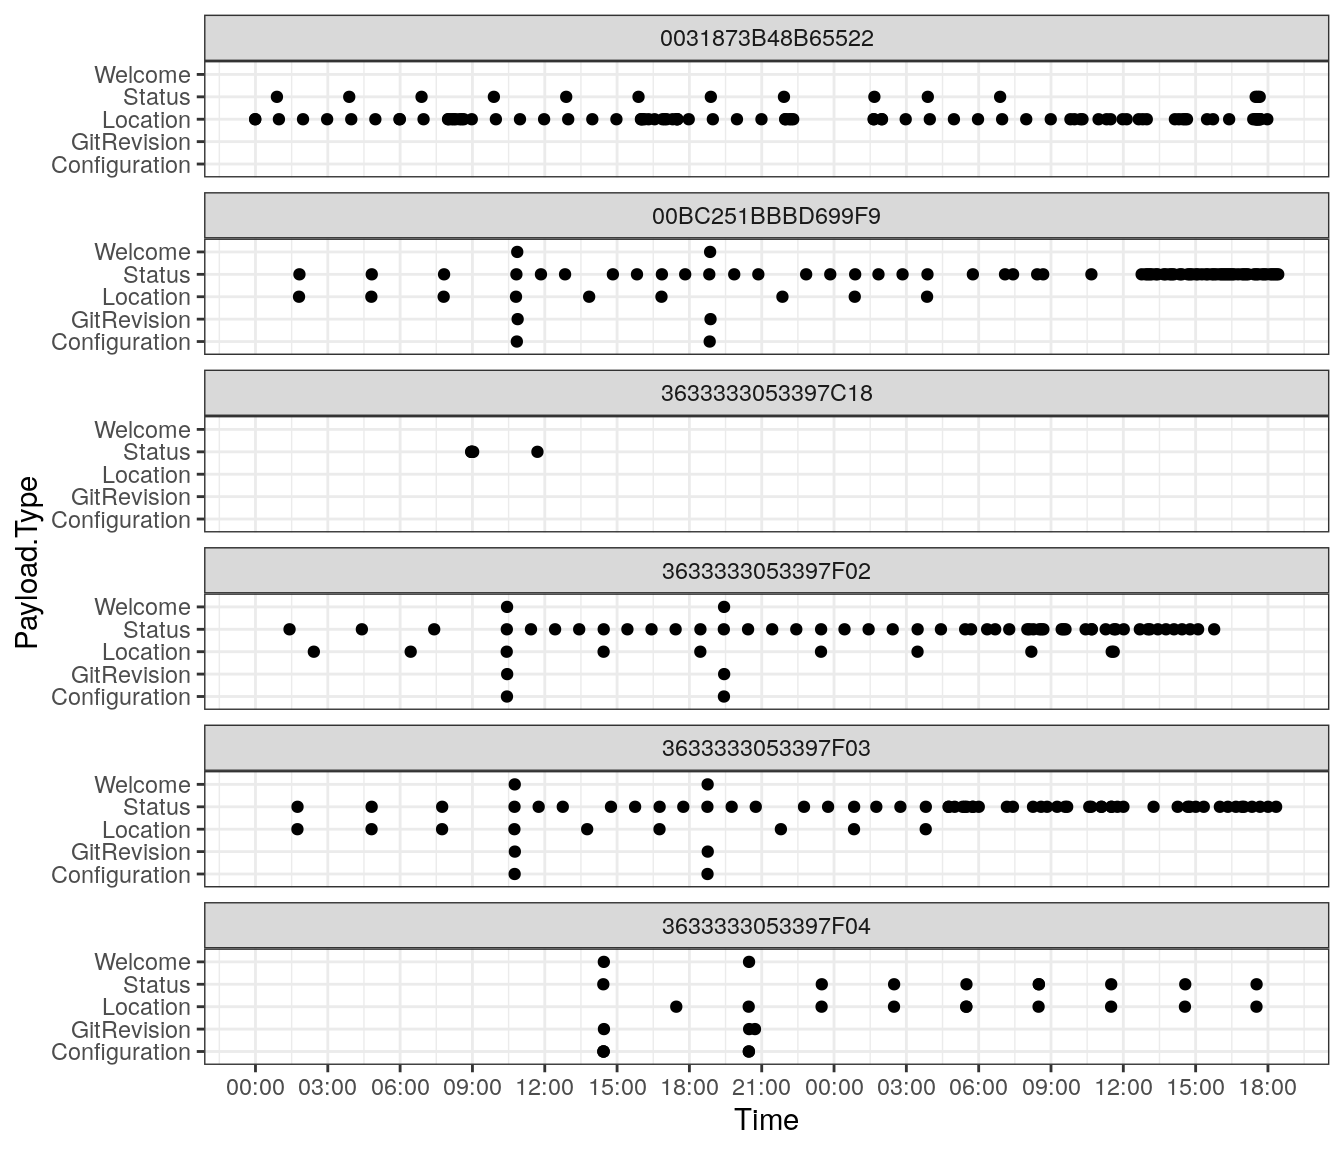 0031873B48B65522
Welcome
Status
Location
GitRevision
Configuration
00BC251BBBD699F9
Welcome
Status
Location
GitRevision
Configuration
3633333053397C18
Welcome
Status
Location
GitRevision
Configuration
Payload.Type
3633333053397F02
Welcome
Status
Location
GitRevision
Configuration
3633333053397F03
Welcome
Status
Location
GitRevision
Configuration
3633333053397F04
Welcome
Status
Location
GitRevision
Configuration
00:00 03:00 06:00 09:00 12:00 15:00 18:00 21:00 00:00 03:00 06:00 09:00 12:00 15:00 18:00
Time